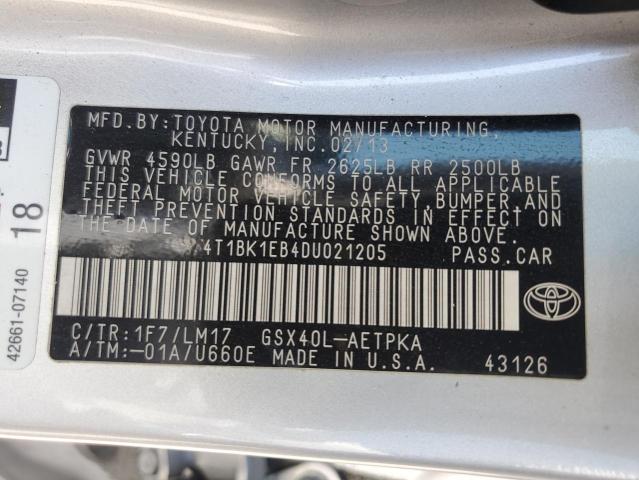 MFD.BY:TOYOTA MOTOR MANUFACTURING,
KENTUCKY, INC.02/13
GVWR 4590LB GAWR FR 2625LB RR 2500LB
THIS VEHICLE CONFORMS TO ALL APPLICABLE
FEDERAL MOTOR VEHICLE SAFETY,BUMPER,AND
THEFT PREVENTION STANDARDS IN EFFECT ON
THE DATE OF MANUFACTURE SHOWN ABOVE.
4T1BK1EB4DU021205 PASS.CAR
C/TR:1F7/LM17 GSX40L-AETPKA
A/TM:-01A/U660E MADE IN U.S.A. 43126
42661-07140
18